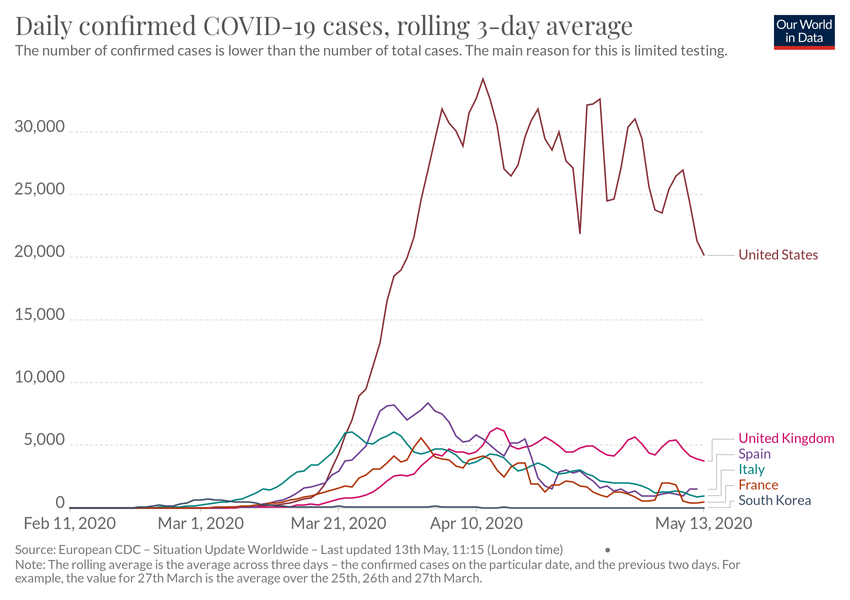 Daily confirmed COVID-19 cases, rolling 3-day average
Our World
in Data
The number of confirmed cases is lower than the number of total cases. The main reason for this is limited testing.
30,000
25,000
20,000
United States
15,000
10,000
5,000
United Kingdom
Spain
Italy
France
South Korea
0
Feb 11, 2020
Mar 1, 2020
Mar 21, 2020
Apr 10, 2020
May 13, 2020
Source: European CDC – Situation Update Worldwide – Last updated 13th May, 11:15 (London time) •
Note: The rolling average is the average across three days – the confirmed cases on the particular date, and the previous two days. For
example, the value for 27th March is the average over the 25th, 26th and 27th March.